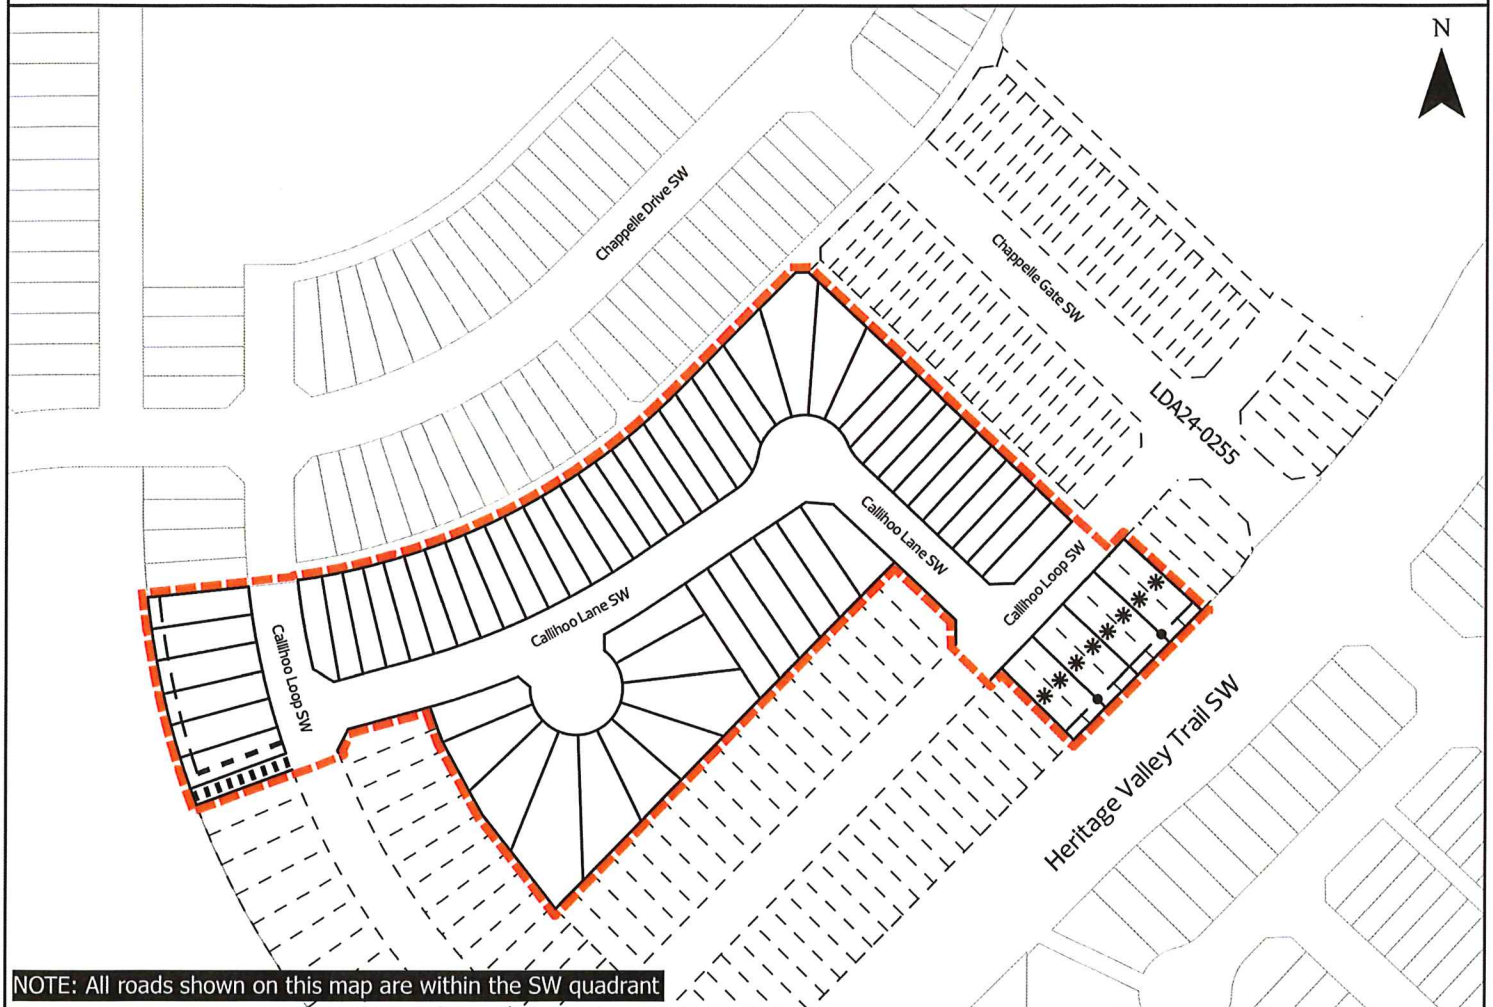 N
Chappelle Drive SW
Chappelle Gate SW
LDA24-0255
Callihoo Lane SW
Callihoo Lane SW
Callihoo Loop SW
Callihoo Loop SW
Heritage Valley Trail SW
NOTE: All roads shown on this map are within the SW quadrant